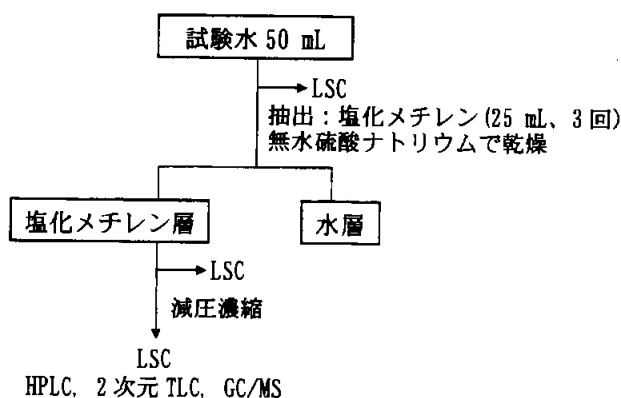 試験水 50 mL
LSC
抽出：塩化メチレン(25 mL、3回)
無水硫酸ナトリウムで乾燥
塩化メチレン層
水層
LSC
減圧濃縮
LSC
HPLC, 2次元 TLC, GC/MS